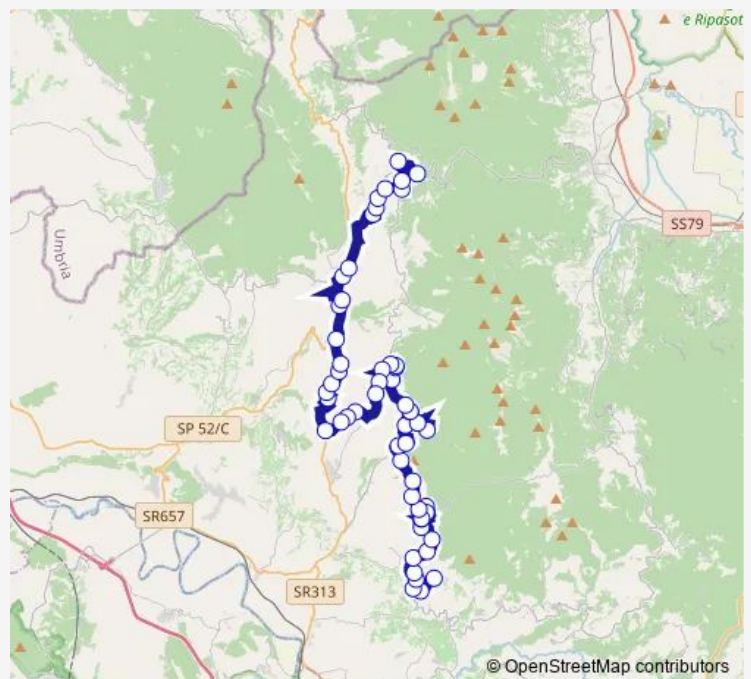 e Ripasot
SS79
Umbria
SP 52/C
SR657
SR313
© OpenStreetMap contributors